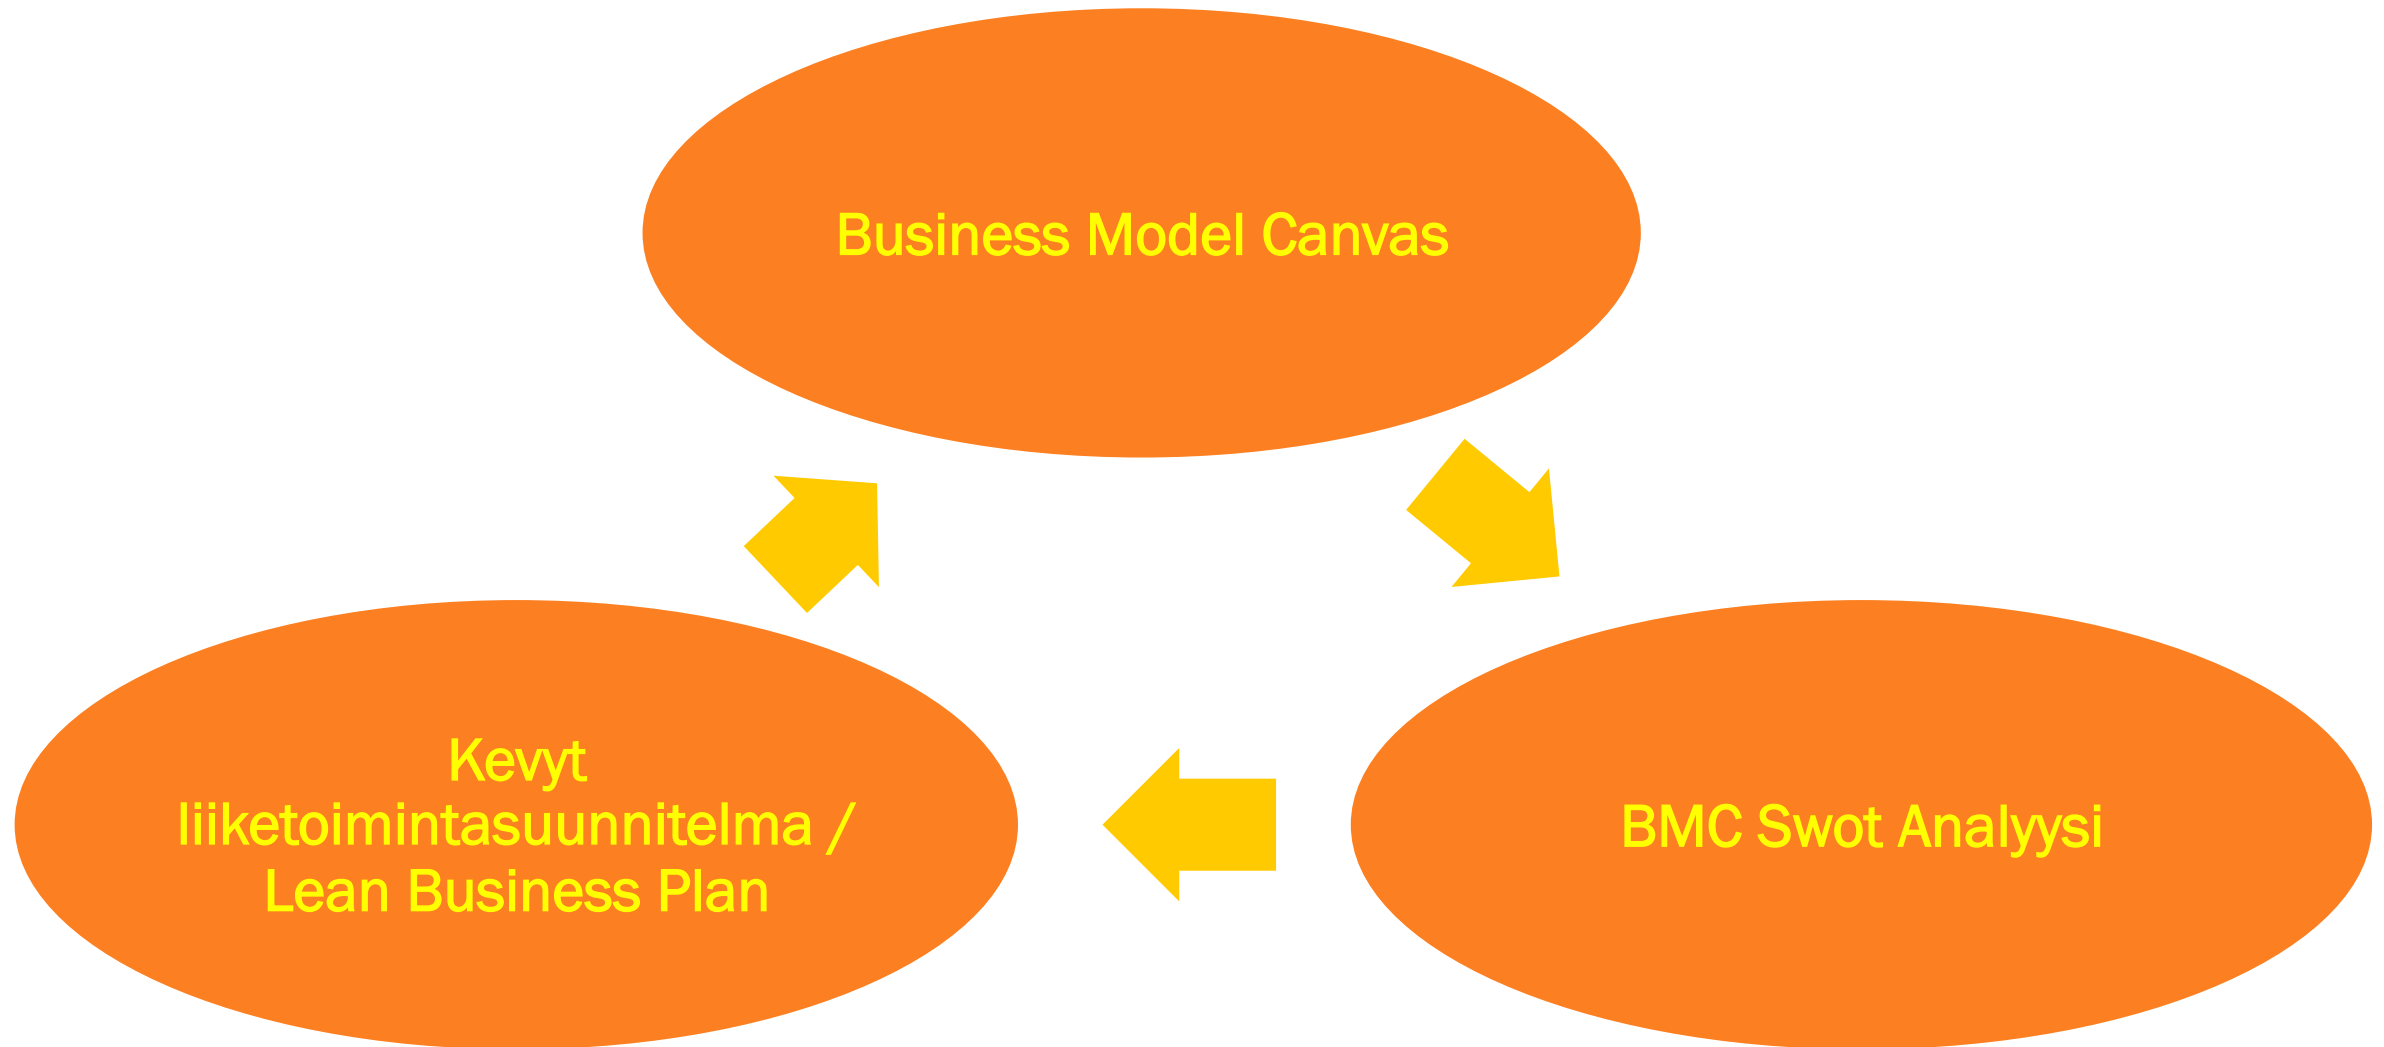 Business Model Canvas
Kevyt
liiketoimintasuunnitelma /
Lean Business Plan
BMC Swot Analyysi